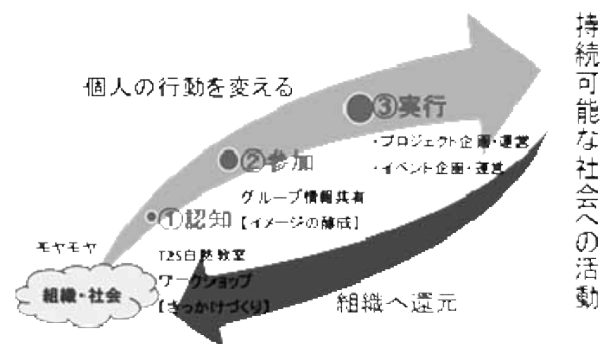 個人の行動を変える
③実行
・プロジェクト企画・運営
・イベント企画・運営
②参加
グループ情報共有
【イメージの醸成】
①認知
T2S白熱教室
ワークショップ
【きっかけづくり】
モヤモヤ
組織・社会
組織へ還元
持続可能な社会への活動